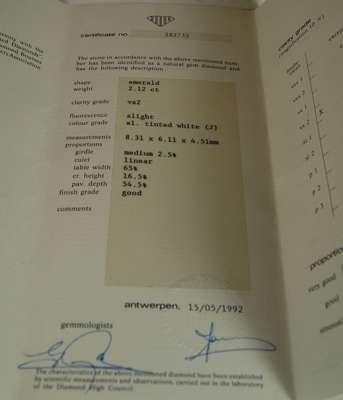 certificate no.
The stone in accordance with the above mentioned num
ber has been identified as a natural gem diamond and
has the following description
shape emerald
weight 2.12 ct
clarity grade vs2
fluorescence slight
colour grade sl. tinted white (J)
measurements 8.31 x 6.11 x 4.51mm
proportions
girdle medium 2.5%
culet linear
table width 65%
cr. height 16.5%
pav. depth 54.5%
finish grade good
comments
antwerpen, 15/05/1992
gemmologists
The characteristics of the above mentioned diamond have been established
by scientific measurements and observations, carried out in the laboratory
of the Diamond High Council
proportion
very good
good